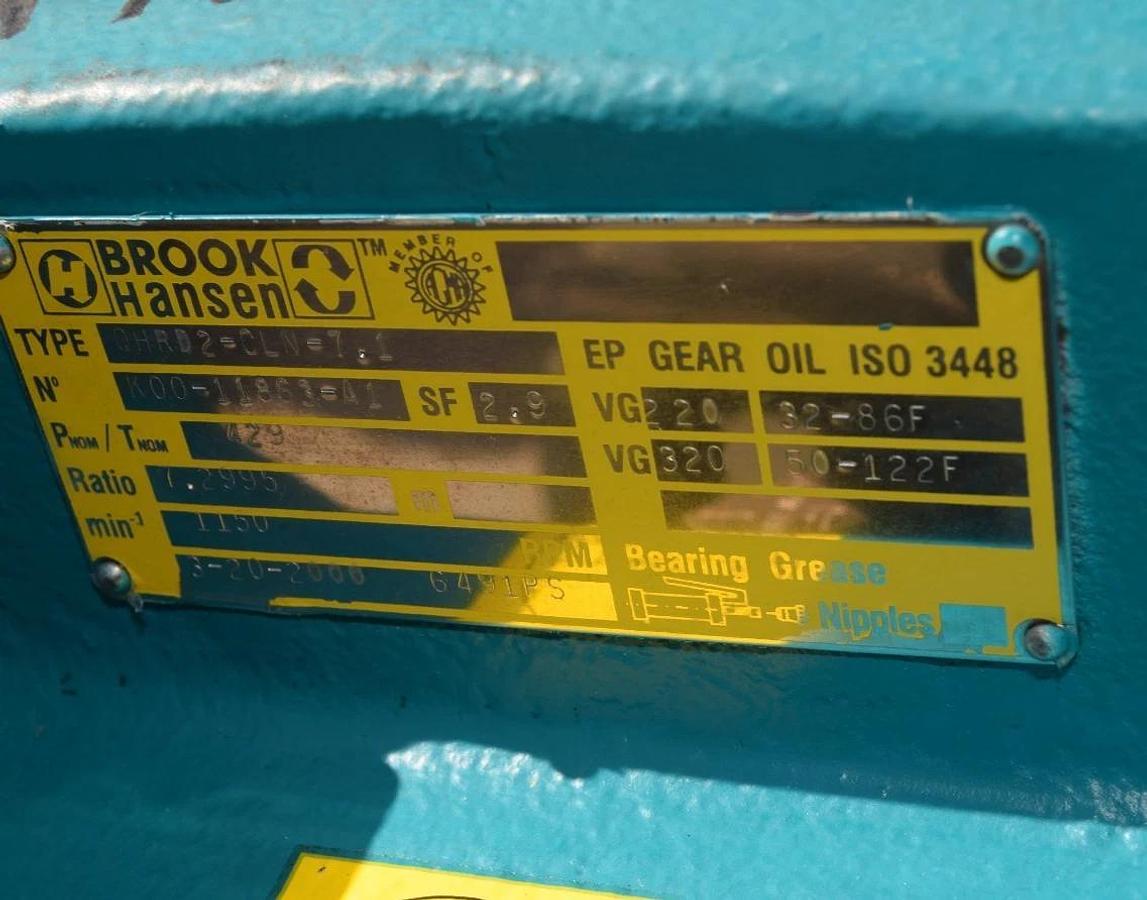 H BROOK Hansen TM
MEMBER OF
TYPE QHRD2-CLN-7.1
N° K00-11863-A1 SF 2.9
PNOM / TNOM 429
Ratio 7.2995 m
min-1 1150 RPM
3-20-2000 6491PS
EP GEAR OIL ISO 3448
VG 220 32-86F
VG 320 50-122F
Bearing Grease
Nipples